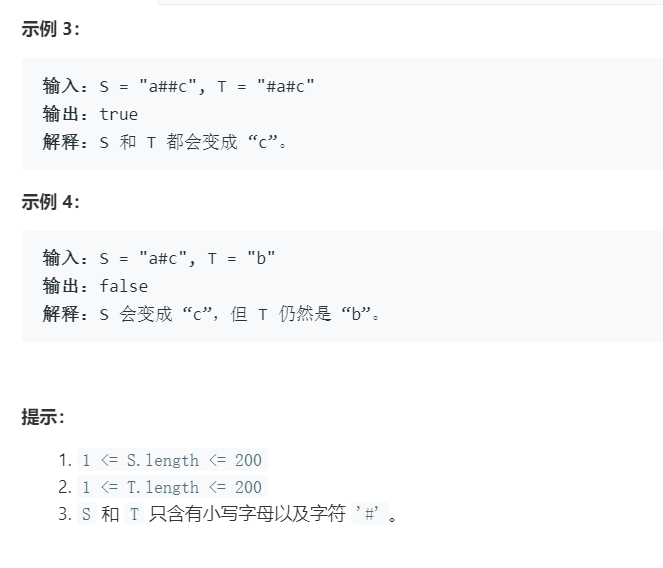 示例 3：
输入：S = "a##c", T = "#a#c"
输出：true
解释：S 和 T 都会变成 “c”。
示例 4：
输入：S = "a#c", T = "b"
输出：false
解释：S 会变成 “c”，但 T 仍然是 “b”。
提示：
1. 1 <= S.length <= 200
2. 1 <= T.length <= 200
3. S 和 T 只含有小写字母以及字符 '#'。